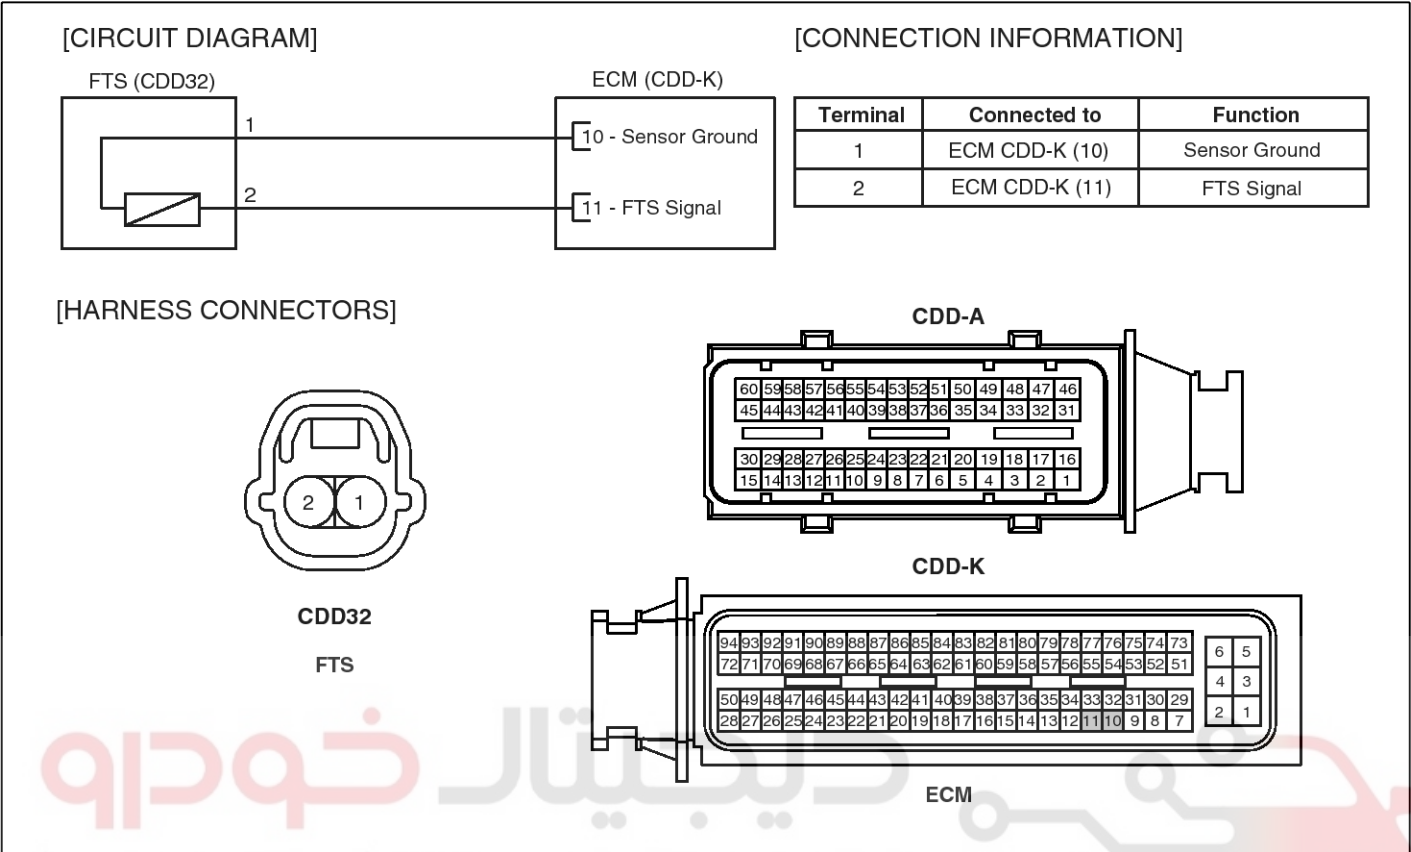 [CIRCUIT DIAGRAM]
FTS (CDD32)
ECM (CDD-K)
1
10 - Sensor Ground
2
11 - FTS Signal
[CONNECTION INFORMATION]
Terminal Connected to Function
1 ECM CDD-K (10) Sensor Ground
2 ECM CDD-K (11) FTS Signal
[HARNESS CONNECTORS]
2 1
CDD32
FTS
CDD-A
60 59 58 57 56 55 54 53 52 51 50 49 48 47 46
45 44 43 42 41 40 39 38 37 36 35 34 33 32 31
30 29 28 27 26 25 24 23 22 21 20 19 18 17 16
15 14 13 12 11 10 9 8 7 6 5 4 3 2 1
CDD-K
94 93 92 91 90 89 88 87 86 85 84 83 82 81 80 79 78 77 76 75 74 73
72 71 70 69 68 67 66 65 64 63 62 61 60 59 58 57 56 55 54 53 52 51
50 49 48 47 46 45 44 43 42 41 40 39 38 37 36 35 34 33 32 31 30 29
28 27 26 25 24 23 22 21 20 19 18 17 16 15 14 13 12 11 10 9 8 7
6 5
4 3
2 1
ECM
دیجیتال خودرو